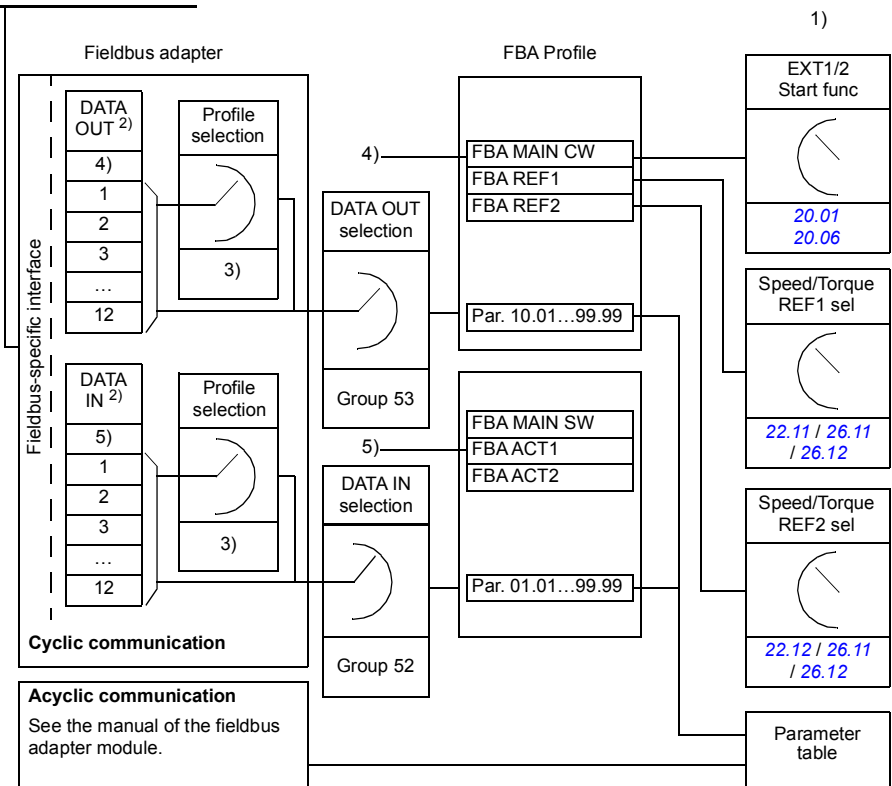 1)
Fieldbus adapter
FBA Profile
Fieldbus-specific interface
DATA
OUT 2)
4)
1
2
3
…
12
Profile
selection
3)
DATA OUT
selection
Group 53
4)
FBA MAIN CW
FBA REF1
FBA REF2
Par. 10.01…99.99
EXT1/2
Start func
20.01
20.06
Speed/Torque
REF1 sel
22.11 / 26.11
/ 26.12
DATA
IN 2)
5)
1
2
3
…
12
Profile
selection
3)
DATA IN
selection
Group 52
5)
FBA MAIN SW
FBA ACT1
FBA ACT2
Par. 01.01…99.99
Speed/Torque
REF2 sel
22.12 / 26.11
/ 26.12
Cyclic communication
Acyclic communication
See the manual of the fieldbus
adapter module.
Parameter
table